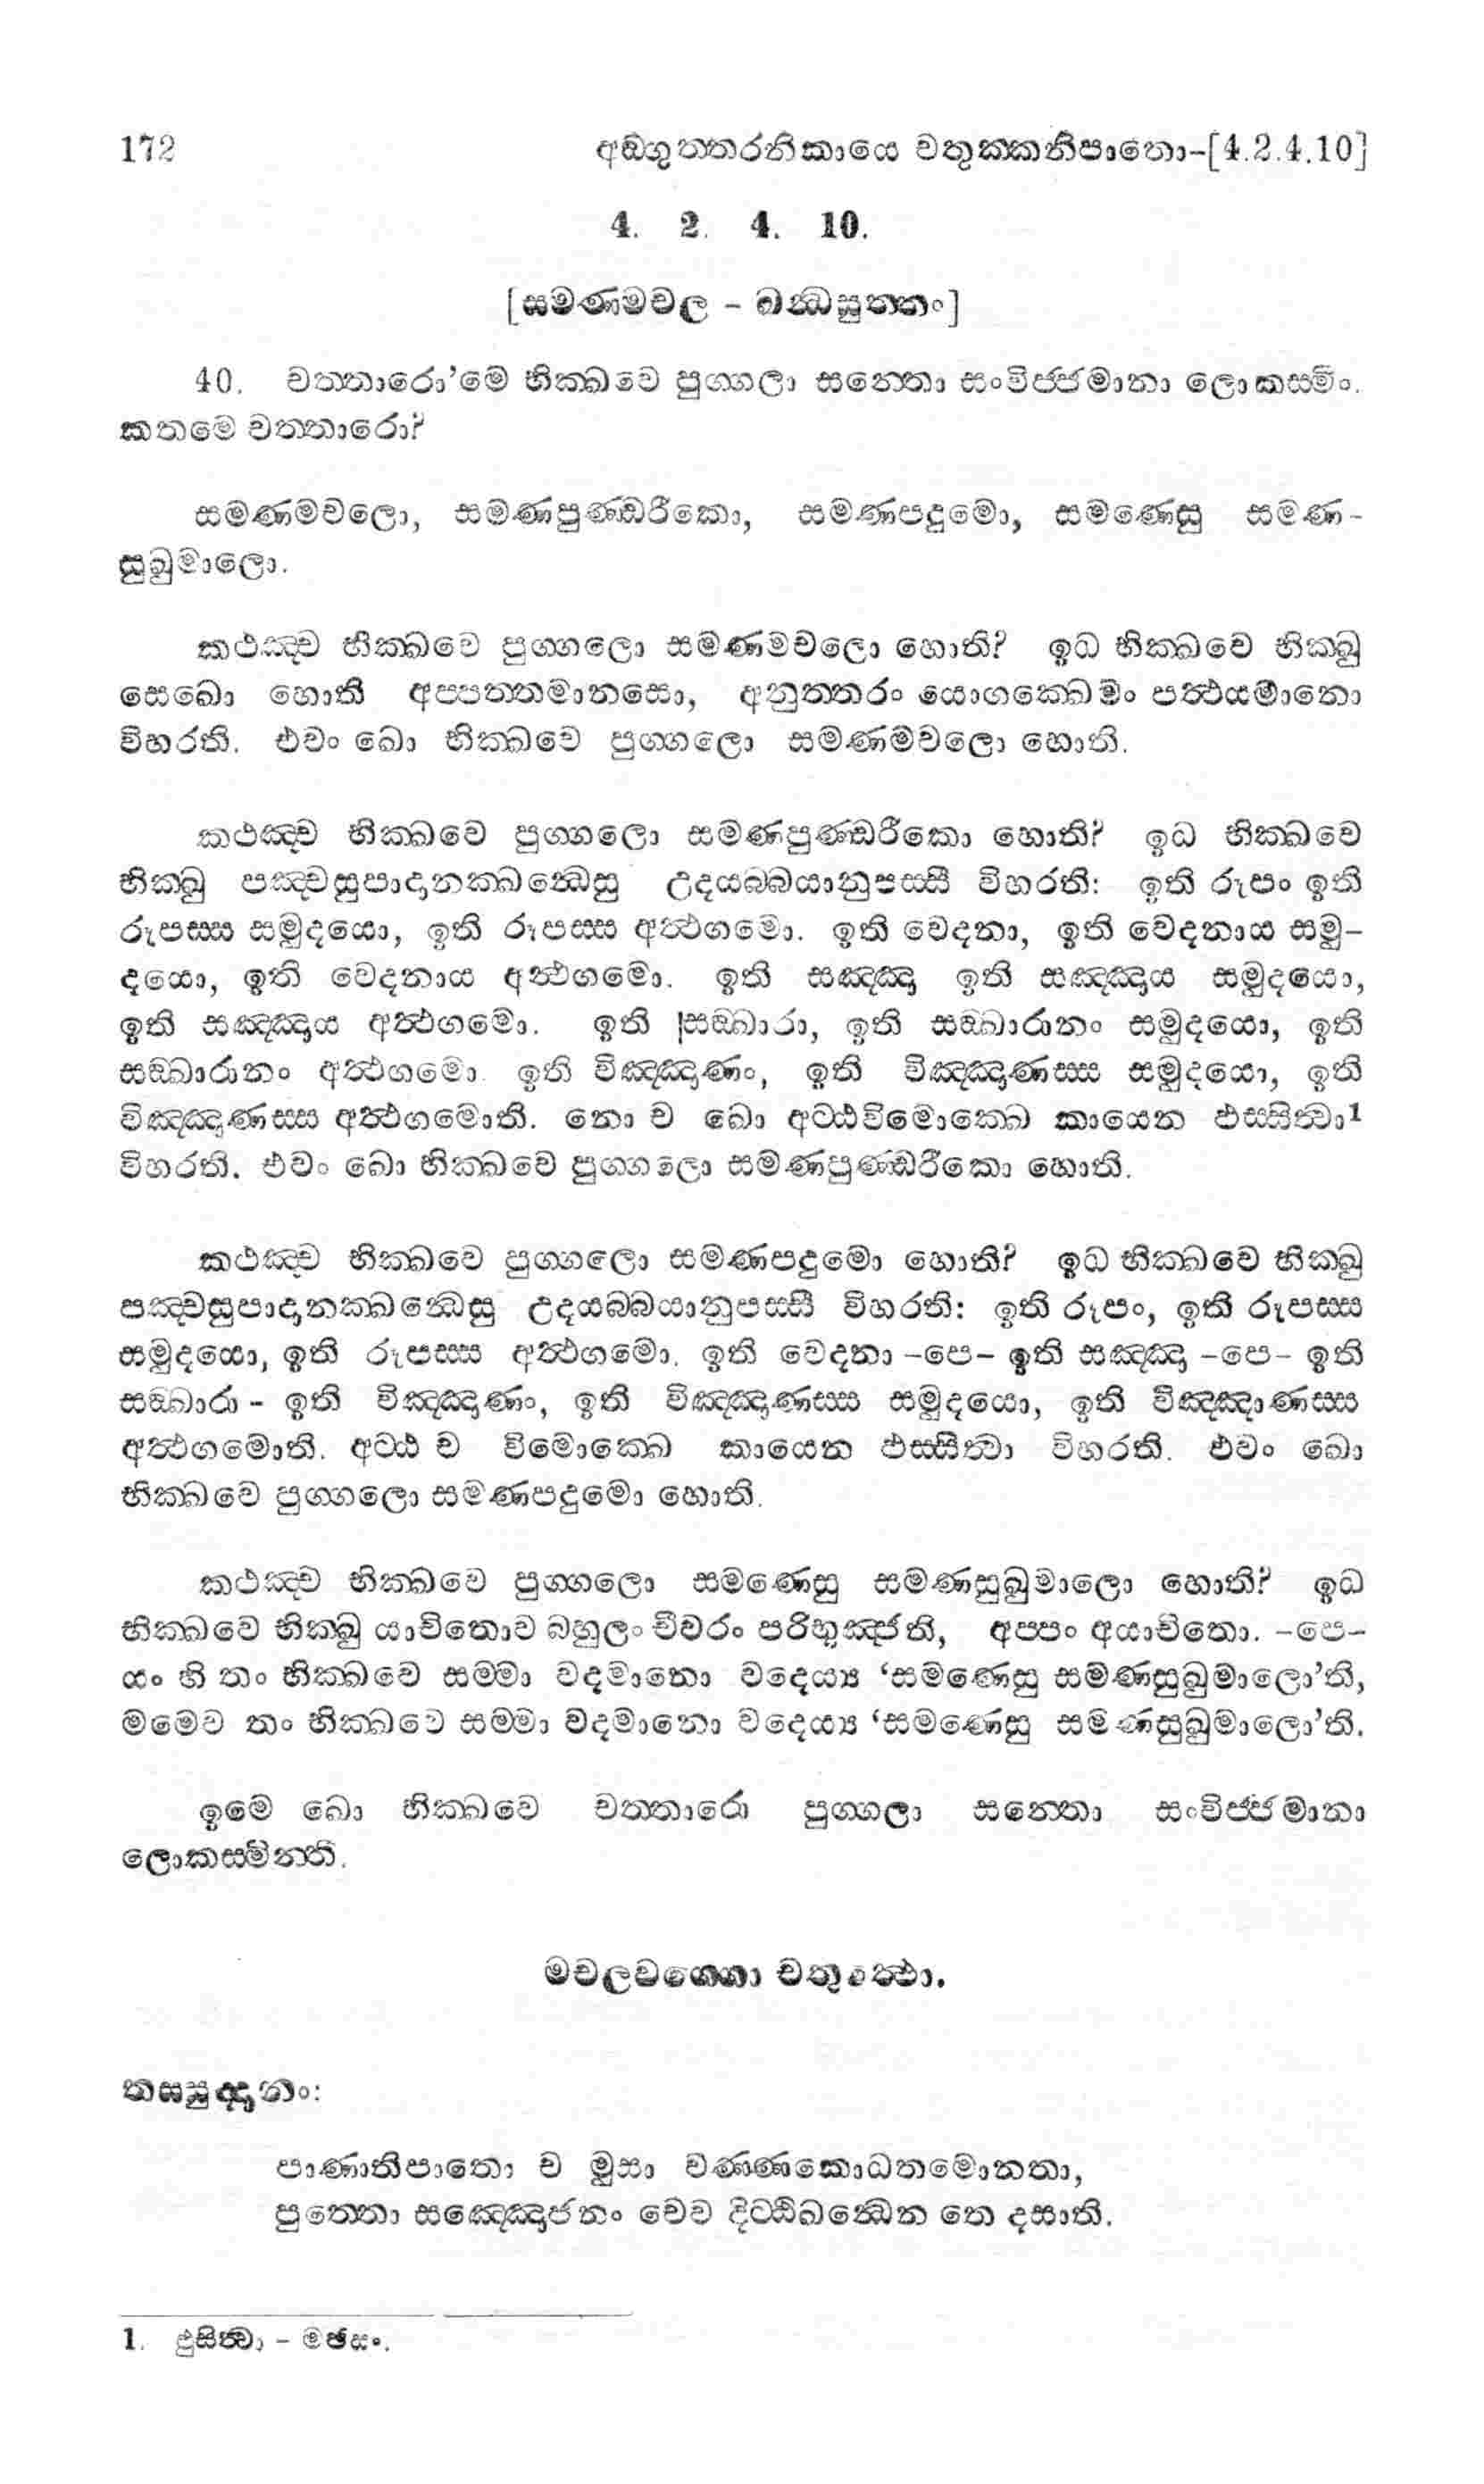 172 අඞ්ගුත්තරනිකායෙ චතුක්කනිපාතො-[4.2.4.10]
4. 2. 4. 10.
[සමණමචල - ඛන්ධසුත්තං]
40. චත්තාරො’මෙ භික්ඛවෙ පුග්ගලා සන්තො සංවිජ්ජමානා ලොකස්මිං.
කතමෙ චත්තාරො?
සමණමචලො, සමණපුණ්ඩරීකො, සමණපදුමො, සමණෙසු සමණ-
සුඛුමාලො.
කථඤ්ච භික්ඛවෙ පුග්ගලො සමණමචලො හොති? ඉධ භික්ඛවෙ භික්ඛු
සෙඛො හොති අප්පත්තමානසො, අනුත්තරං යොගක්ඛෙමං පත්ථයමානො
විහරති. එවං ඛො භික්ඛවෙ පුග්ගලො සමණමචලො හොති.
කථඤ්ච භික්ඛවෙ පුග්ගලො සමණපුණ්ඩරීකො හොති? ඉධ භික්ඛවෙ
භික්ඛු පඤ්චසුපාදානක්ඛන්ධෙසු උදයබ්බයානුපස්සී විහරති: ඉති රූපං ඉති
රූපස්ස සමුදයො, ඉති රූපස්ස අත්ථගමො. ඉති වෙදනා, ඉති වෙදනාය සමු-
දයො, ඉති වෙදනාය අත්ථගමො. ඉති සඤ්ඤා ඉති සඤ්ඤාය සමුදයො,
ඉති සඤ්ඤාය අත්ථගමො. ඉති සඞ්ඛාරා, ඉති සඞ්ඛාරානං සමුදයො, ඉති
සඞ්ඛාරානං අත්ථගමො. ඉති විඤ්ඤාණං, ඉති විඤ්ඤාණස්ස සමුදයො, ඉති
විඤ්ඤාණස්ස අත්ථගමොති. නො ච ඛො අට්ඨවිමොක්ඛෙ කායෙන ඵස්සිත්වා1
විහරති. එවං ඛො භික්ඛවෙ පුග්ගලො සමණපුණ්ඩරීකො හොති.
කථඤ්ච භික්ඛවෙ පුග්ගලො සමණපදුමො හොති? ඉධ භික්ඛවෙ භික්ඛු
පඤ්චසුපාදානක්ඛන්ධෙසු උදයබ්බයානුපස්සී විහරති: ඉති රූපං, ඉති රූපස්ස
සමුදයො, ඉති රූපස්ස අත්ථගමො. ඉති වෙදනා -පෙ- ඉති සඤ්ඤා -පෙ- ඉති
සඞ්ඛාරා - ඉති විඤ්ඤාණං, ඉති විඤ්ඤාණස්ස සමුදයො, ඉති විඤ්ඤාණස්ස
අත්ථගමොති. අට්ඨ ච විමොක්ඛෙ කායෙන ඵස්සිත්වා විහරති. එවං ඛො
භික්ඛවෙ පුග්ගලො සමණපදුමො හොති.
කථඤ්ච භික්ඛවෙ පුග්ගලො සමණෙසු සමණසුඛුමාලො හොති? ඉධ
භික්ඛවෙ භික්ඛු යාචිතොව බහුලං චීවරං පරිභුඤ්ජති, අප්පං අයාචිතො. -පෙ-
යං හි තං භික්ඛවෙ සම්මා වදමානො වදෙය්‍ය ‘සමණෙසු සමණසුඛුමාලො’ති,
මමෙව තං භික්ඛවෙ සම්මා වදමානො වදෙය්‍ය ‘සමණෙසු සමණසුඛුමාලො’ති.
ඉමෙ ඛො භික්ඛවෙ චත්තාරො පුග්ගලා සන්තො සංවිජ්ජමානා
ලොකස්මින්ති.
මචලවග්ගො චතුත්ථො.
තස්සුද්දානං:
පාණාතිපාතො ච මුසා වණ්ණකොධතමොනතා,
පුත්තො සඤ්ඤොජනං චෙව දිට්ඨිඛන්ධෙන තෙ දසාති.
1. ඵුසිත්වා - මඡසං.